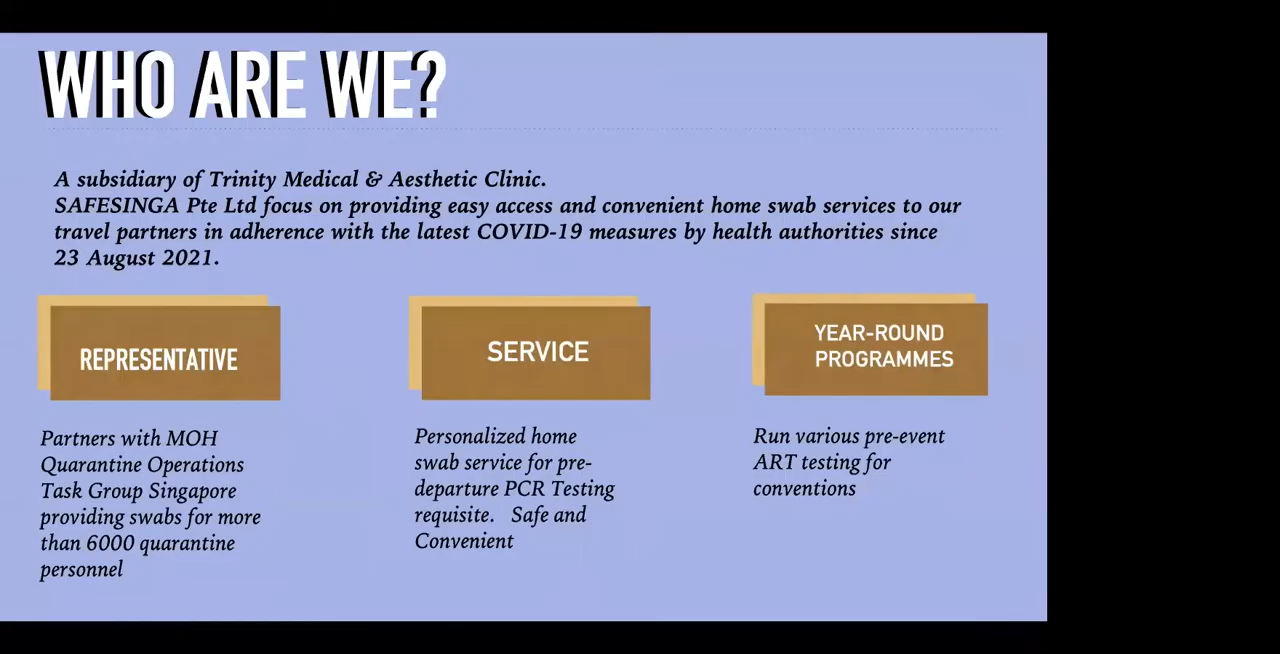 WHO ARE WE?
A subsidiary of Trinity Medical & Aesthetic Clinic.
SAFESINGA Pte Ltd focus on providing easy access and convenient home swab services to our
travel partners in adherence with the latest COVID-19 measures by health authorities since
23 August 2021.
REPRESENTATIVE
Partners with MOH
Quarantine Operations
Task Group Singapore
providing swabs for more
than 6000 quarantine
personnel
SERVICE
Personalized home
swab service for pre-
departure PCR Testing
requisite. Safe and
Convenient
YEAR-ROUND
PROGRAMMES
Run various pre-event
ART testing for
conventions